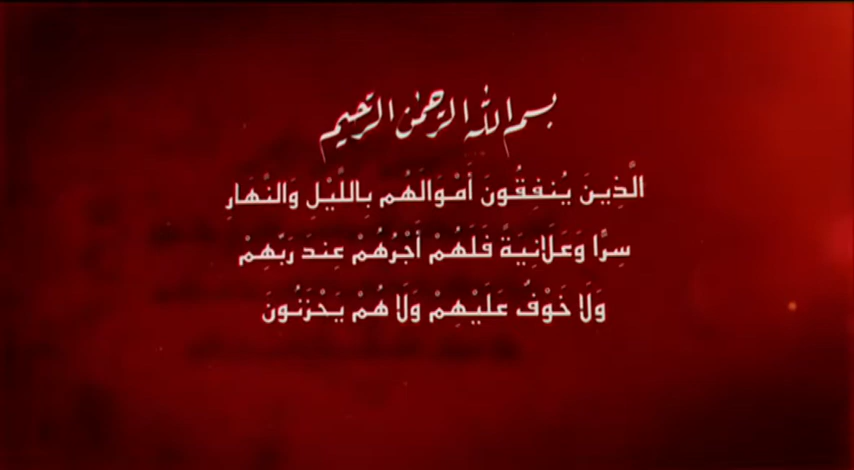 بسم الله الرحمن الرحيم
الَّذِينَ يُنفِقُونَ أَمْوَالَهُم بِاللَّيْلِ وَالنَّهَارِ
سِرًّا وَعَلَانِيَةً فَلَهُمْ أَجْرُهُمْ عِندَ رَبِّهِمْ
وَلَا خَوْفٌ عَلَيْهِمْ وَلَا هُمْ يَحْزَنُونَ